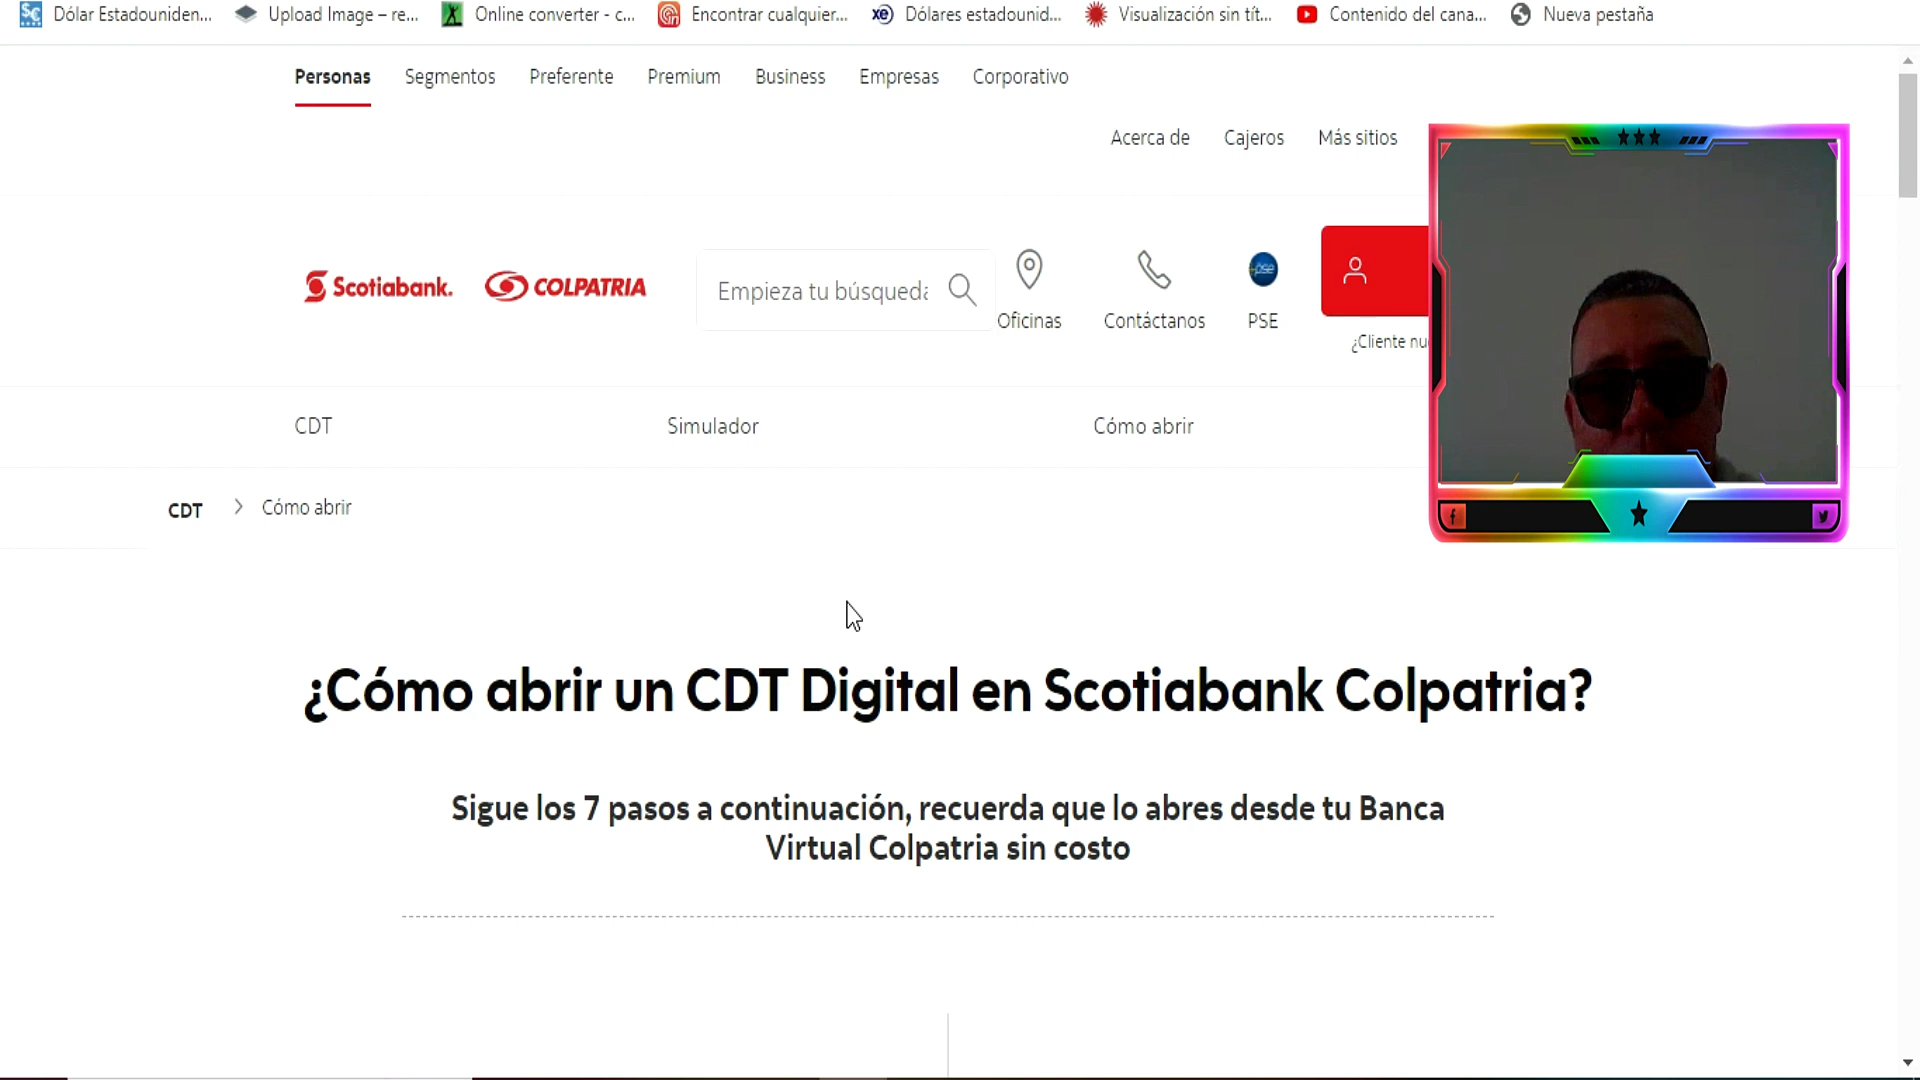 Dólar Estadouniden... Upload Image – re... Online converter - c... Encontrar cualquier... xe Dólares estadounid... Visualización sin tít... Contenido del cana... Nueva pestaña
Personas Segmentos Preferente Premium Business Empresas Corporativo
Acerca de Cajeros Más sitios
Scotiabank. COLPATRIA Empieza tu búsqueda pse
Oficinas Contáctanos PSE
¿Cliente nu
CDT Simulador Cómo abrir
CDT > Cómo abrir
¿Cómo abrir un CDT Digital en Scotiabank Colpatria?
Sigue los 7 pasos a continuación, recuerda que lo abres desde tu Banca
Virtual Colpatria sin costo